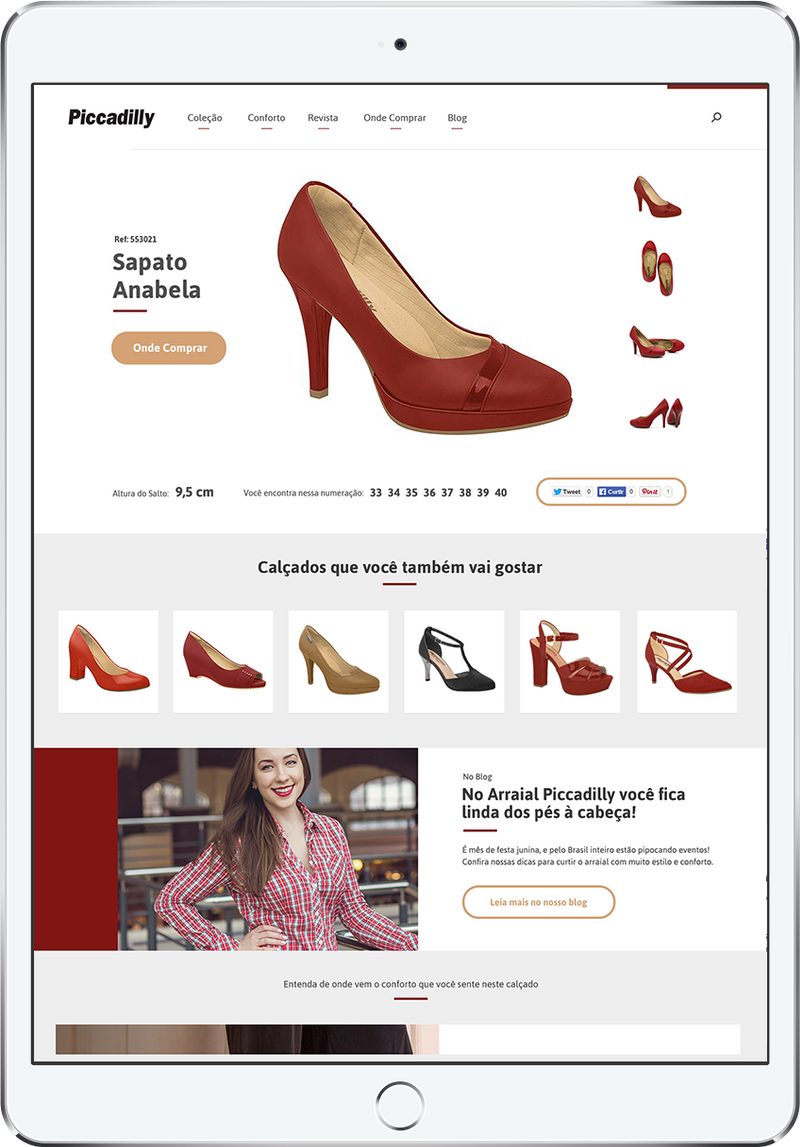 Piccadilly
Coleção
Conforto
Revista
Onde Comprar
Blog
Ref: 553021
Sapato
Anabela
Onde Comprar
Altura do Salto: 9,5 cm
Você encontra nessa numeração: 33 34 35 36 37 38 39 40
Tweet 0
Curtir 0
Pin it 1
Calçados que você também vai gostar
No Blog
No Arraial Piccadilly você fica
linda dos pés à cabeça!
É mês de festa junina, e pelo Brasil inteiro estão pipocando eventos!
Confira nossas dicas para curtir o arraial com muito estilo e conforto.
Leia mais no nosso blog
Entenda de onde vem o conforto que você sente neste calçado